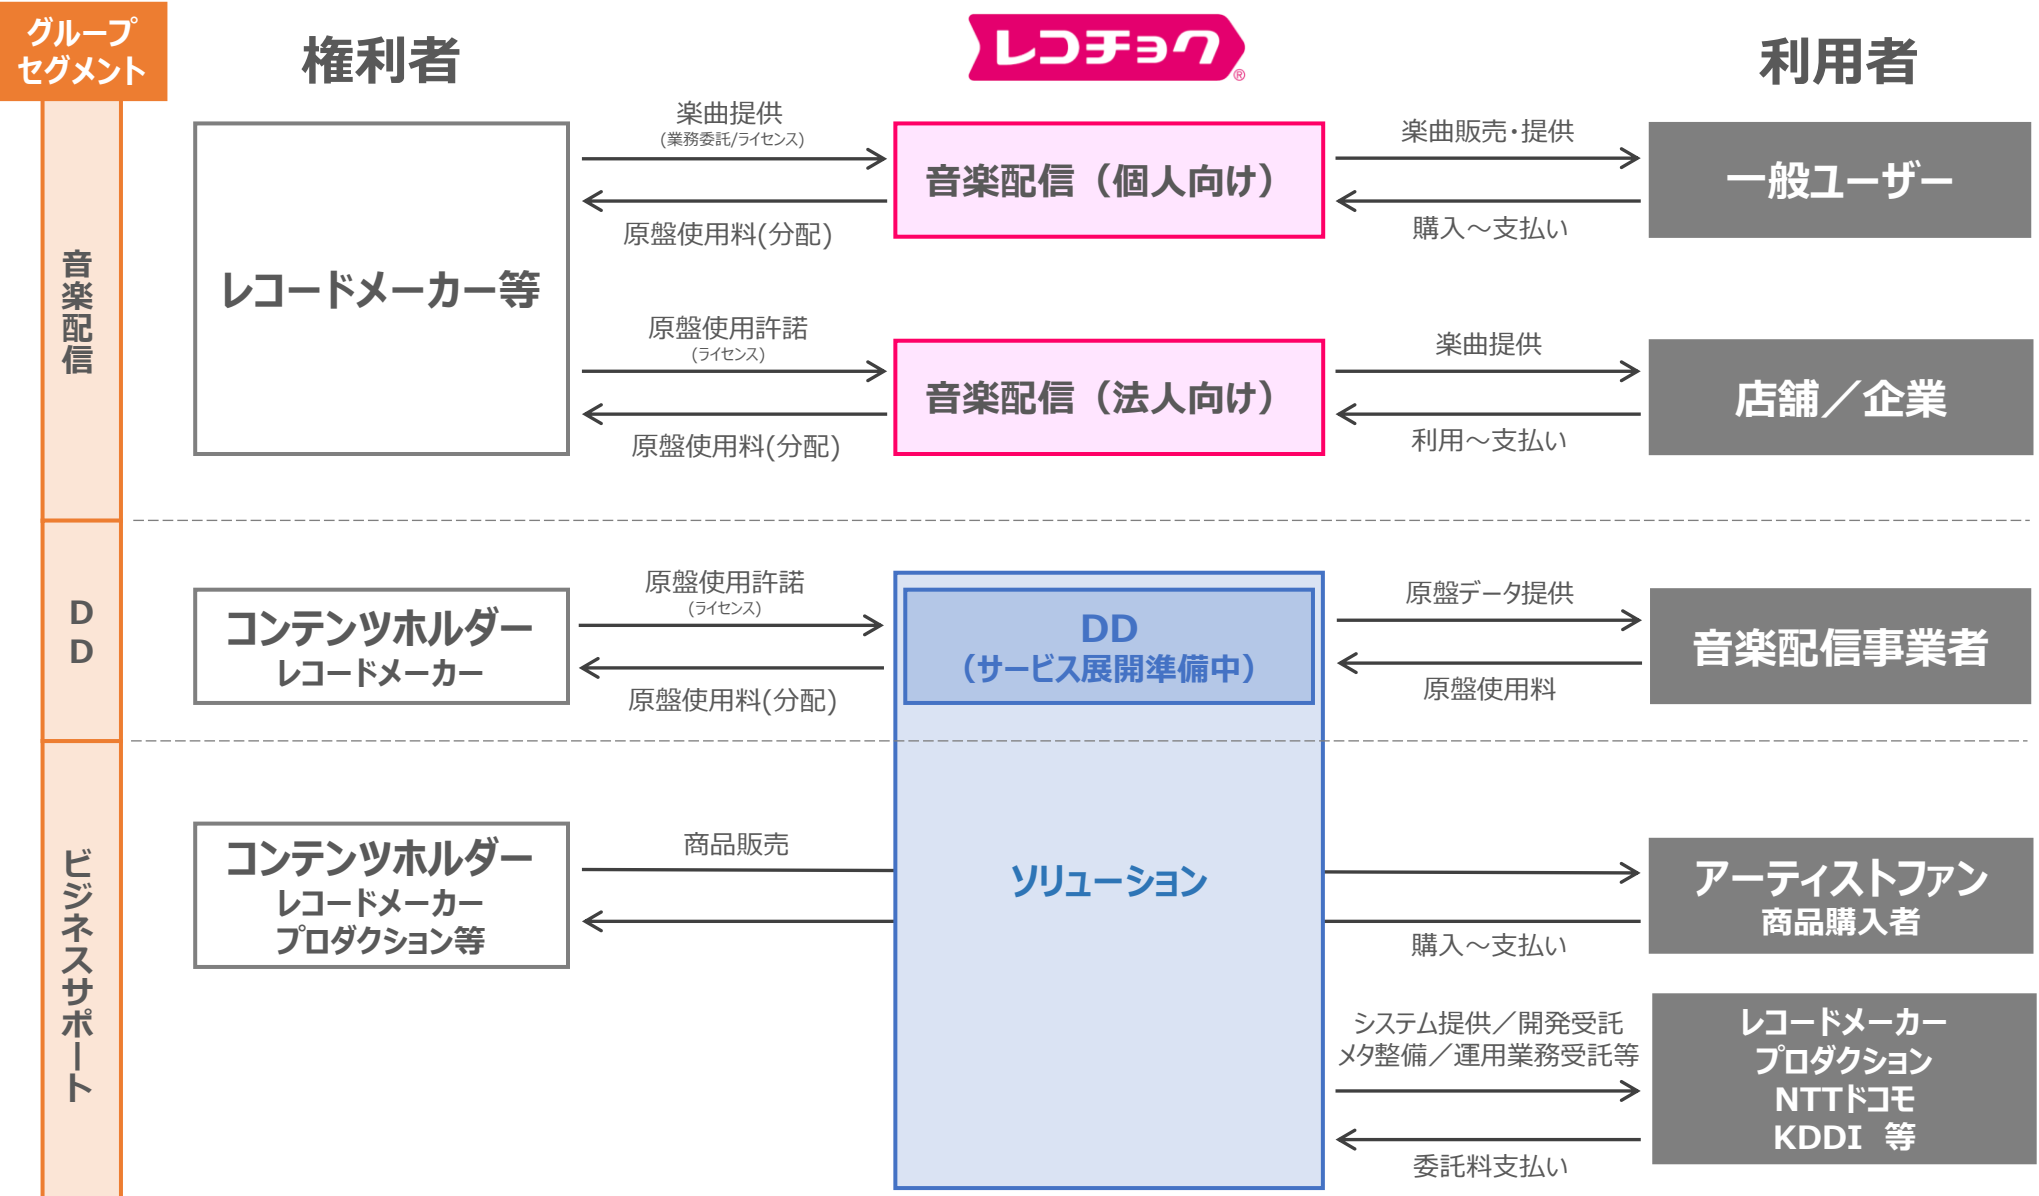 グループ
セグメント
権利者
レコチョク®
利用者
音楽配信
レコードメーカー等
楽曲提供
(業務委託/ライセンス)
原盤使用料(分配)
音楽配信（個人向け）
楽曲販売・提供
購入～支払い
一般ユーザー
原盤使用許諾
(ライセンス)
原盤使用料(分配)
音楽配信（法人向け）
楽曲提供
利用～支払い
店舗／企業
DD
コンテンツホルダー
レコードメーカー
原盤使用許諾
(ライセンス)
原盤使用料(分配)
DD
（サービス展開準備中）
原盤データ提供
原盤使用料
音楽配信事業者
ビジネスサポート
コンテンツホルダー
レコードメーカー
プロダクション等
商品販売
ソリューション
購入～支払い
アーティストファン
商品購入者
システム提供／開発受託
メタ整備／運用業務受託等
委託料支払い
レコードメーカー
プロダクション
NTTドコモ
KDDI 等